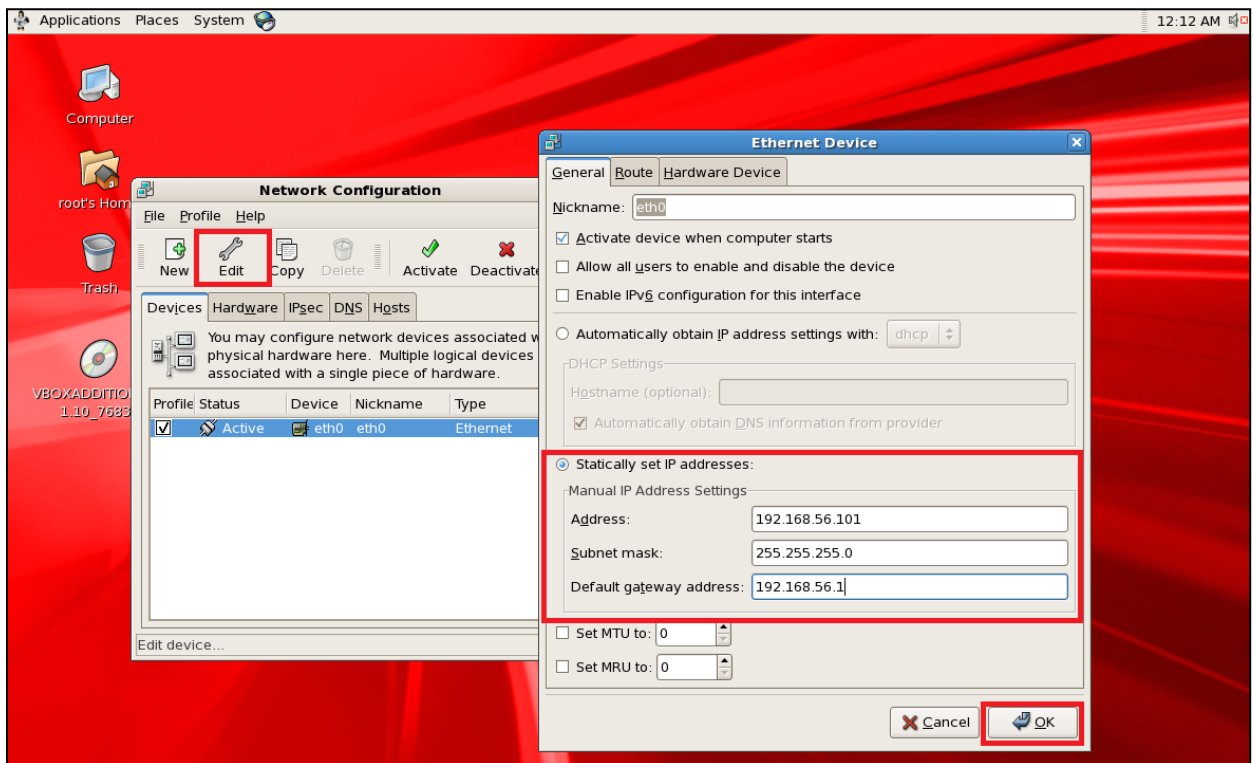 Applications Places System 12:12 AM
Computer
root's Hom
Trash
VBOXADDITIO
1.10_7683
Network Configuration
File Profile Help
New Edit Copy Delete Activate Deactivate
Devices Hardware IPsec DNS Hosts
You may configure network devices associated w
physical hardware here. Multiple logical devices
associated with a single piece of hardware.
Profile Status Device Nickname Type
Active eth0 eth0 Ethernet
Edit device...
Ethernet Device
General Route Hardware Device
Nickname: eth0
Activate device when computer starts
Allow all users to enable and disable the device
Enable IPv6 configuration for this interface
Automatically obtain IP address settings with: dhcp
DHCP Settings
Hostname (optional):
Automatically obtain DNS information from provider
Statically set IP addresses:
Manual IP Address Settings
Address: 192.168.56.101
Subnet mask: 255.255.255.0
Default gateway address: 192.168.56.1
Set MTU to: 0
Set MRU to: 0
Cancel OK